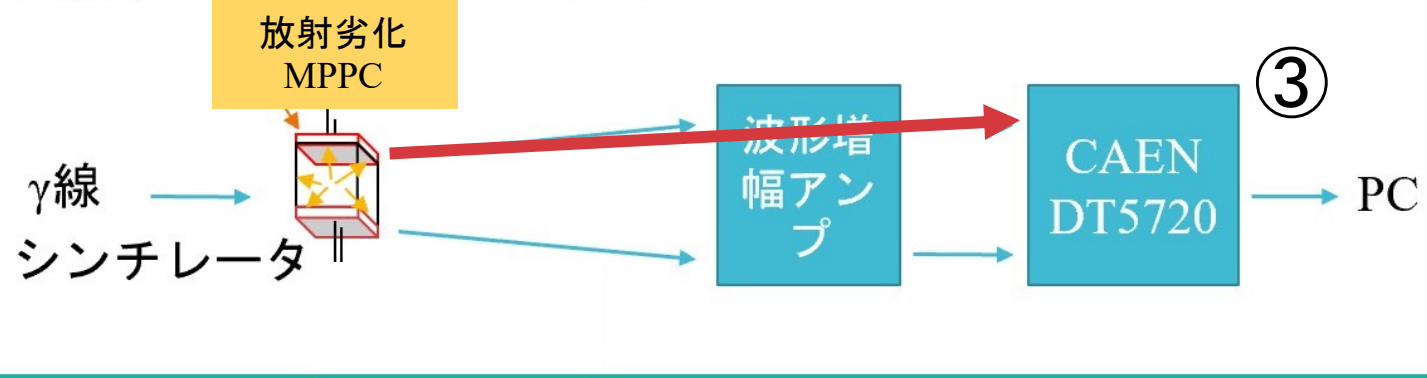 放射劣化
MPPC
③
γ線
シンチレータ
波形増
幅アン
プ
CAEN
DT5720
PC